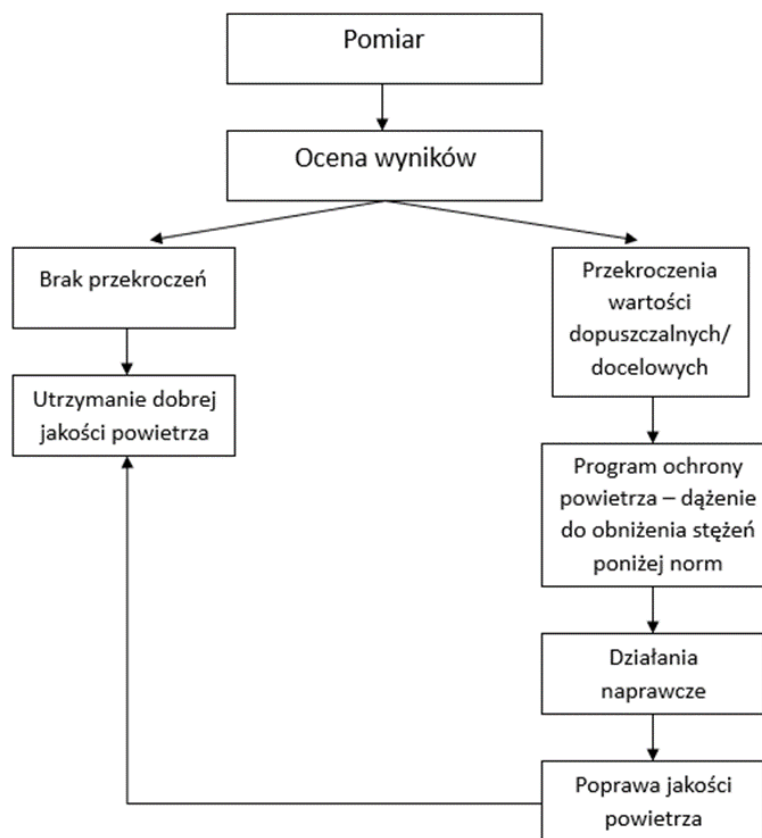 Pomiar
Ocena wyników
Brak przekroczeń
Utrzymanie dobrej
jakości powietrza
Przekroczenia
wartości
dopuszczalnych/
docelowych
Program ochrony
powietrza – dążenie
do obniżenia stężeń
poniżej norm
Działania
naprawcze
Poprawa jakości
powietrza